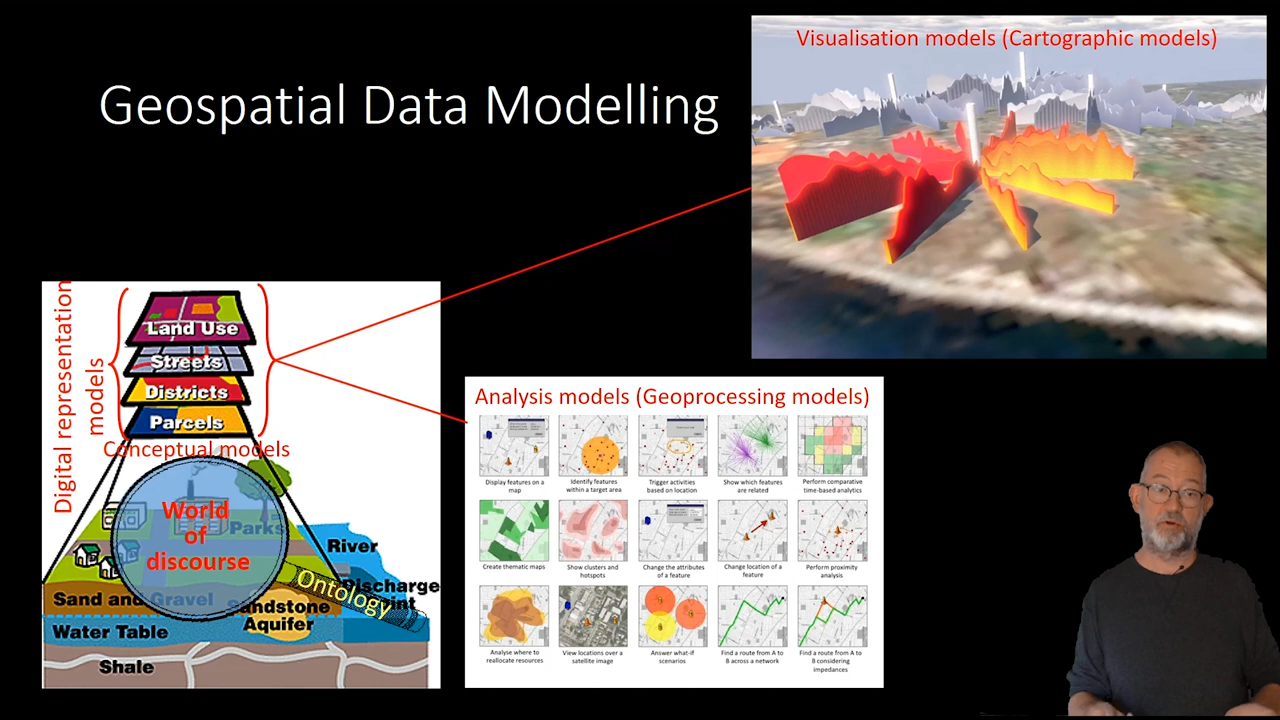 Geospatial Data Modelling
Visualisation models (Cartographic models)
Digital representation
models
Land Use
Streets
Districts
Parcels
Conceptual models
World
of
discourse
Parks
River
Ontology
Discharge
Sand and Gravel
Sandstone
Aquifer
Water Table
Shale
Analysis models (Geoprocessing models)
Display features on a
map
Identify features
within a target area
Trigger activities
based on location
Show which features
are related
Perform comparative
time-based analytics
Create thematic maps
Show clusters and
hotspots
Change the attributes
of a feature
Change location of a
feature
Perform proximity
analysis
Analyse where to
reallocate resources
View locations over a
satellite image
Answer what-if
scenarios
Find a route from A to
B across a network
Find a route from A to
B considering
impedances